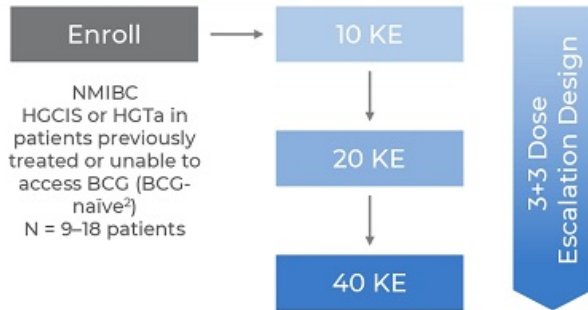 Enroll
10 KE
NMIBC
HGCIS or HGTa in
patients previously
treated or unable to
access BCG (BCG-
naïve²)
N = 9–18 patients
20 KE
40 KE
3+3 Dose
Escalation Design